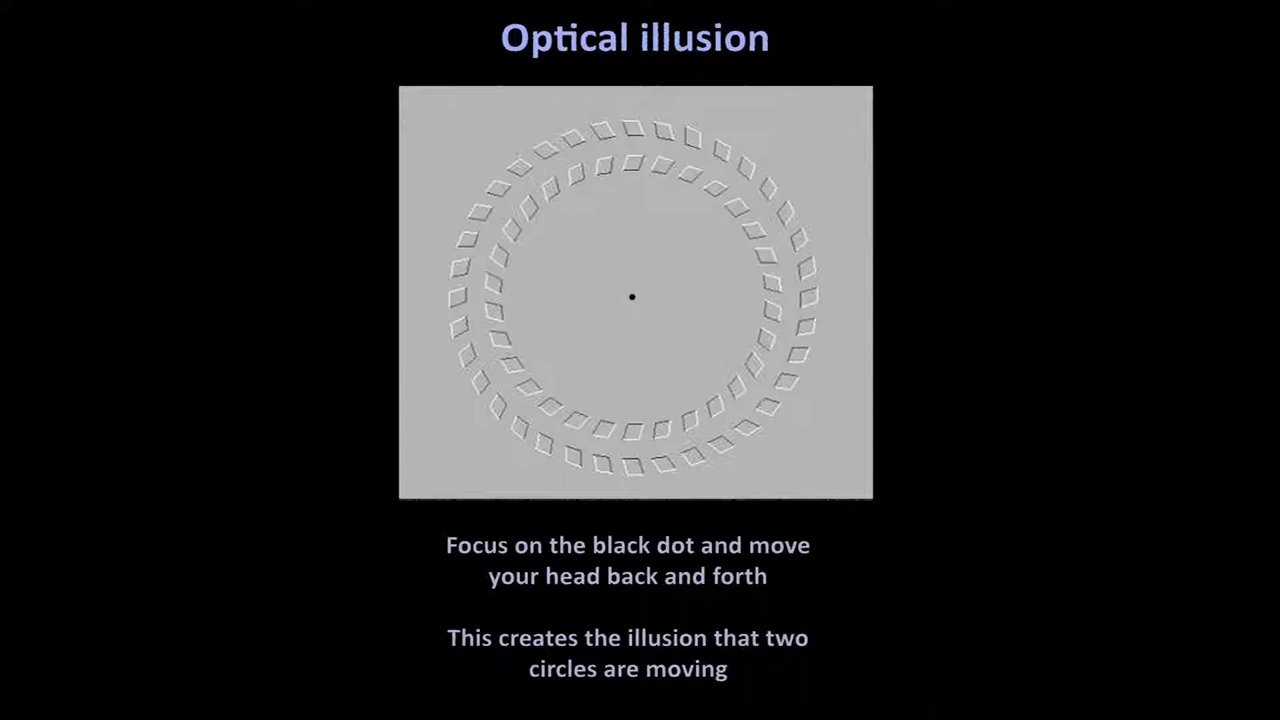 Optical illusion
Focus on the black dot and move
your head back and forth
This creates the illusion that two
circles are moving